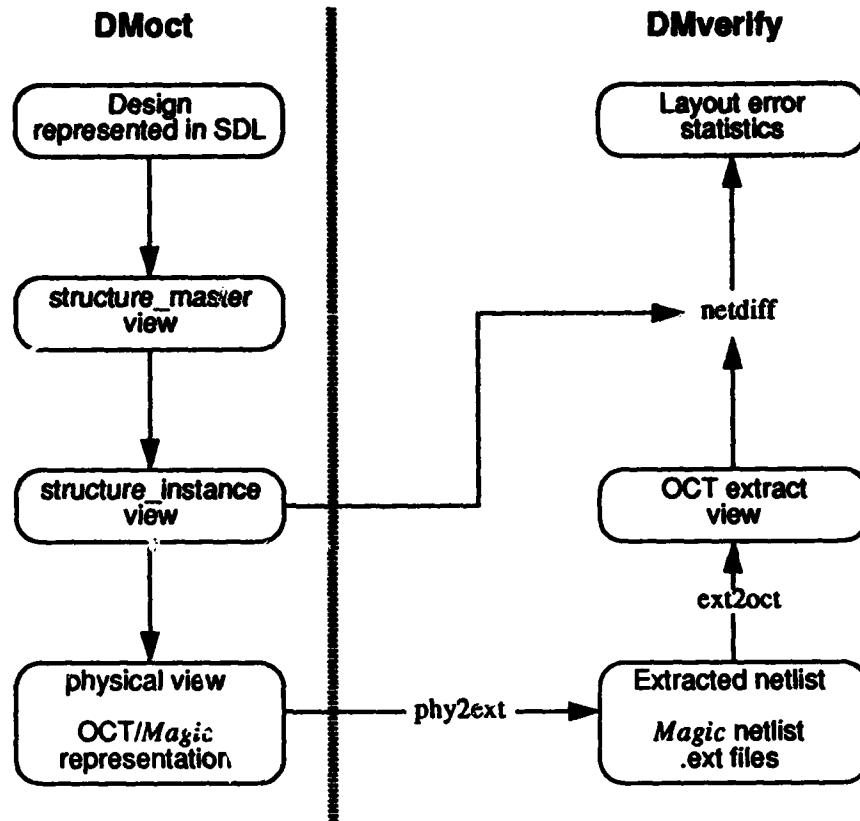 DMoct
Design
represented in SDL
structure_master
view
structure_instance
view
physical view
OCT/Magic
representation
phy2ext
DMverify
Layout error
statistics
netdiff
OCT extract
view
ext2oct
Extracted netlist
Magic netlist
.ext files